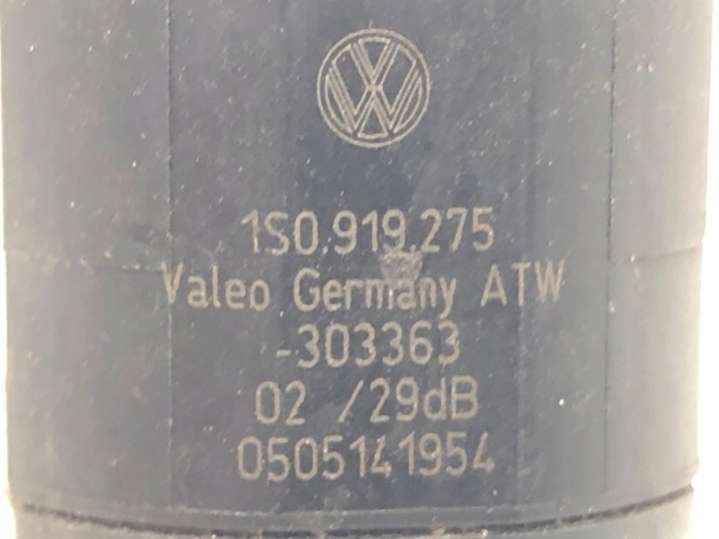 1S0.919.275
Valeo Germany ATW
-303363
02 /29dB
0505141954